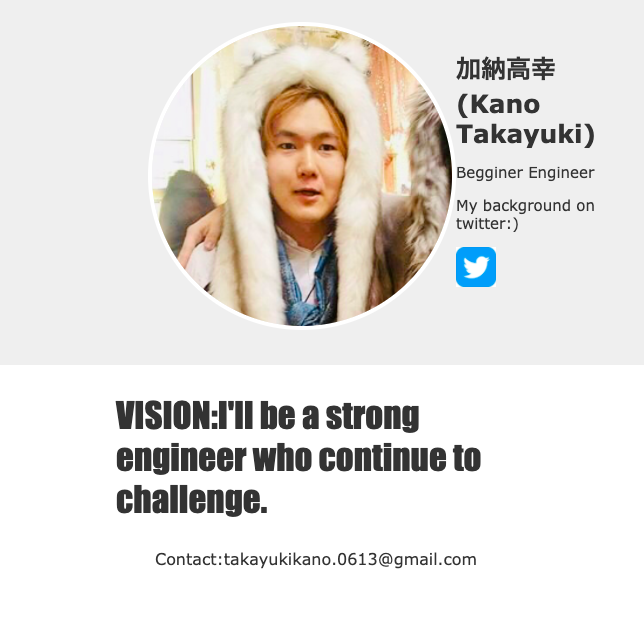 加納高幸
(Kano
Takayuki)
Begginer Engineer
My background on
twitter:)
VISION:I'll be a strong
engineer who continue to
challenge.
Contact:takayukikano.0613@gmail.com